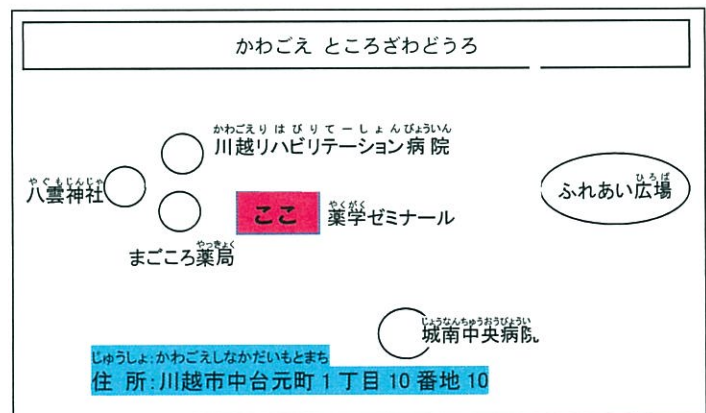 かわごえ ところざわどうろ
かわごえりはびりてーしょんびょういん
川越リハビリテーション病院
やくもじんじゃ
八雲神社
ひろば
ふれあい広場
やくがく
ここ 薬学ゼミナール
やっきょく
まごころ薬局
じょうなんちゅうおうびょうい
城南中央病院
じゅうしょ:かわごえしなかだいもとまち
住 所:川越市中台元町1丁目10番地10